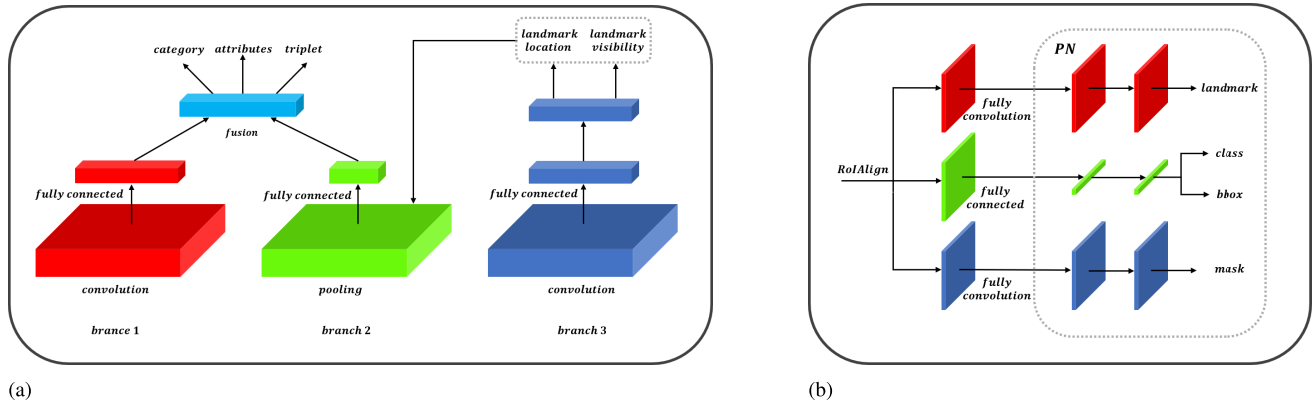 category attributes triplet
landmark location
landmark visibility
fusion
fully connected
fully connected
fully connected
convolution
pooling
convolution
brance 1
branch 2
branch 3
(a)
PN
RoIAlign
fully convolution
landmark
fully connected
class
bbox
fully convolution
mask
(b)